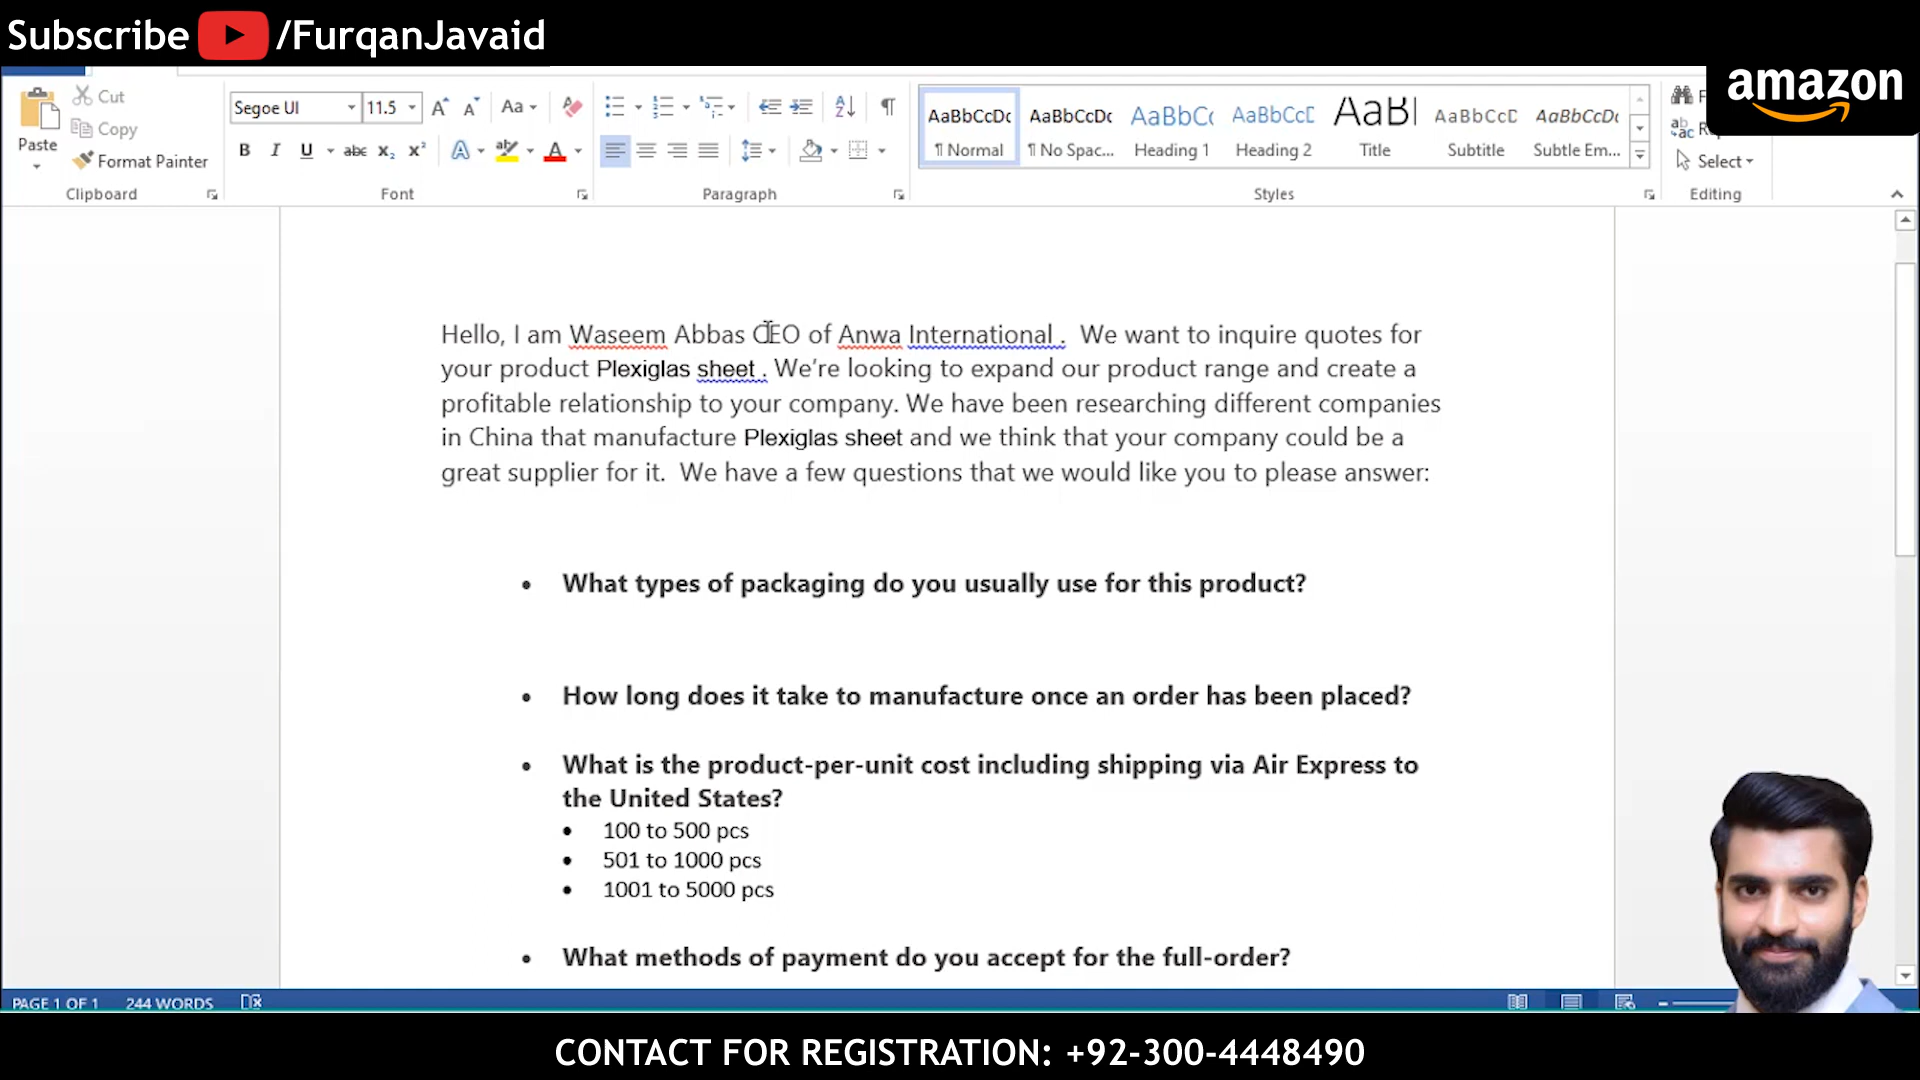 Subscribe /FurqanJavaid
amazon
Cut
Copy
Paste
Format Painter
Clipboard
Segoe UI 11.5 Aa
B I U abc x₂ x² A ab A
Font
Paragraph
AaBbCcDc AaBbCcDc AaBbC AaBbCcD AaB AaBbCcD AaBbCcDc
¶ Normal ¶ No Spac... Heading 1 Heading 2 Title Subtitle Subtle Em...
Styles
Select
Editing
Hello, I am Waseem Abbas CEO of Anwa International .  We want to inquire quotes for
your product Plexiglas sheet . We're looking to expand our product range and create a
profitable relationship to your company. We have been researching different companies
in China that manufacture Plexiglas sheet and we think that your company could be a
great supplier for it.  We have a few questions that we would like you to please answer:
• What types of packaging do you usually use for this product?
• How long does it take to manufacture once an order has been placed?
• What is the product-per-unit cost including shipping via Air Express to
the United States?
• 100 to 500 pcs
• 501 to 1000 pcs
• 1001 to 5000 pcs
• What methods of payment do you accept for the full-order?
PAGE 1 OF 1 244 WORDS
CONTACT FOR REGISTRATION: +92-300-4448490